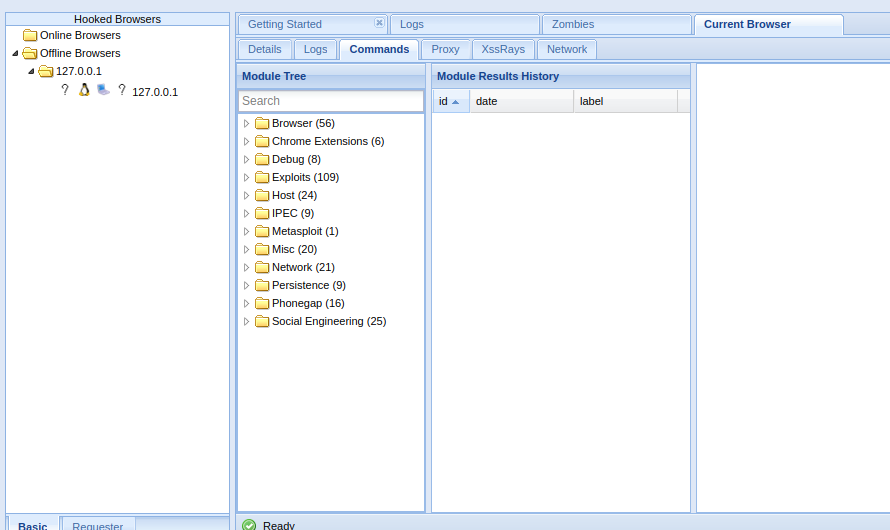 Hooked Browsers
Online Browsers
Offline Browsers
127.0.0.1
? ? 127.0.0.1
Basic Requester
Getting Started Logs Zombies Current Browser
Details Logs Commands Proxy XssRays Network
Module Tree
Search
Browser (56)
Chrome Extensions (6)
Debug (8)
Exploits (109)
Host (24)
IPEC (9)
Metasploit (1)
Misc (20)
Network (21)
Persistence (9)
Phonegap (16)
Social Engineering (25)
Module Results History
id date label
Ready